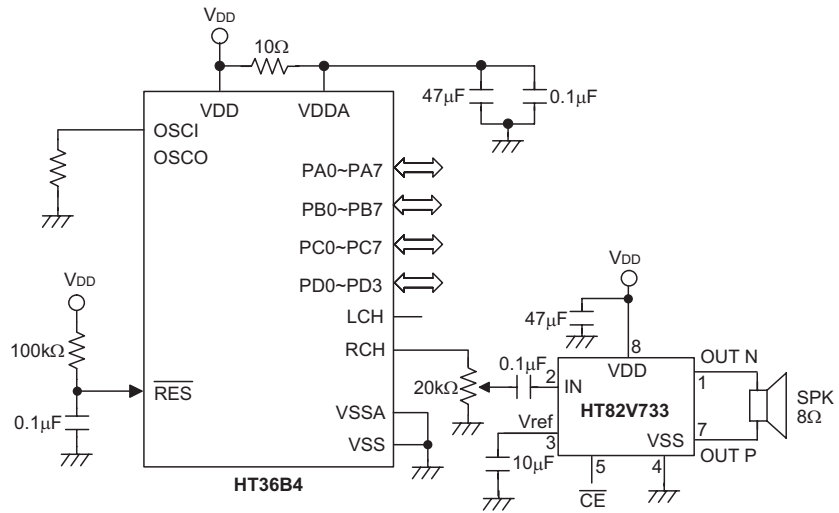 VDD
10Ω
VDD
VDDA
47µF
0.1µF
OSCI
OSCO
PA0~PA7
PB0~PB7
PC0~PC7
PD0~PD3
LCH
RCH
VDD
100kΩ
RES
0.1µF
VSSA
VSS
HT36B4
20kΩ
0.1µF
VDD
47µF
8
VDD
2
IN
HT82V733
OUT N
1
SPK
8Ω
7
OUT P
Vref
3
10µF
VSS
5
4
CE